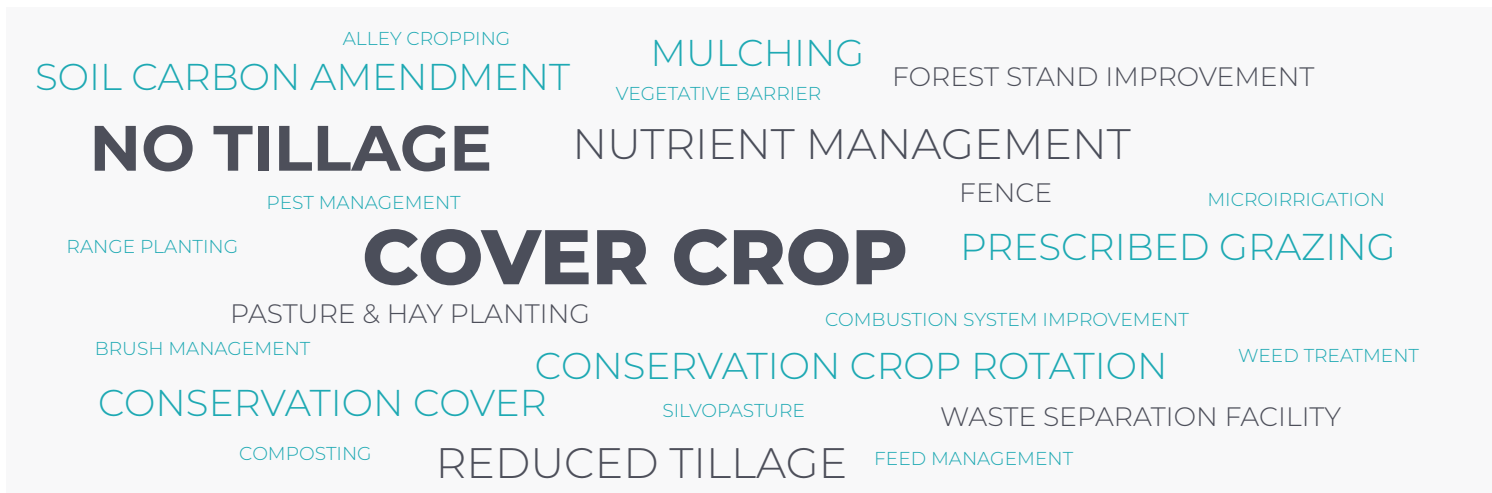 ALLEY CROPPING
MULCHING
SOIL CARBON AMENDMENT
FOREST STAND IMPROVEMENT
VEGETATIVE BARRIER
NO TILLAGE
NUTRIENT MANAGEMENT
FENCE
PEST MANAGEMENT
MICROIRRIGATION
RANGE PLANTING
COVER CROP
PRESCRIBED GRAZING
PASTURE & HAY PLANTING
COMBUSTION SYSTEM IMPROVEMENT
BRUSH MANAGEMENT
CONSERVATION CROP ROTATION
WEED TREATMENT
CONSERVATION COVER
SILVOPASTURE
WASTE SEPARATION FACILITY
COMPOSTING
REDUCED TILLAGE
FEED MANAGEMENT